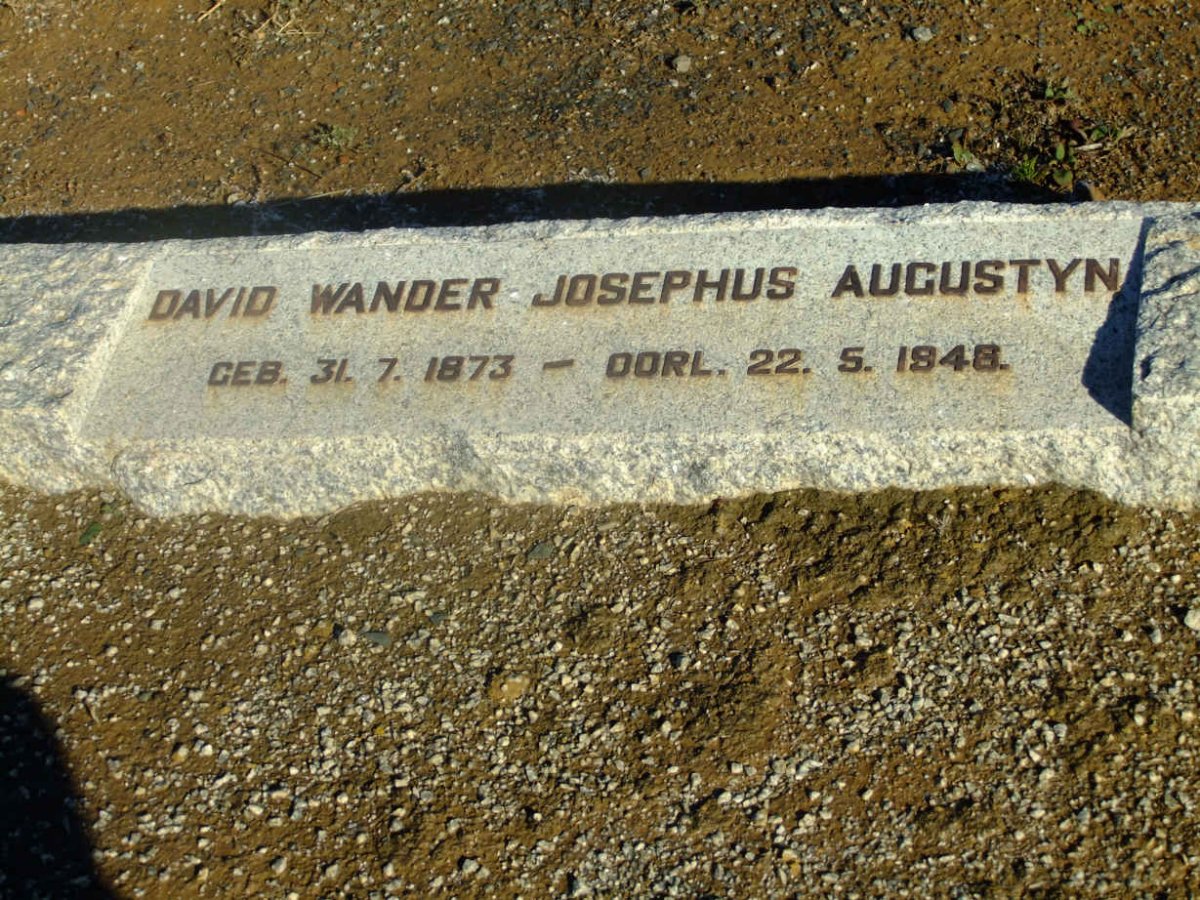 DAVID WANDER JOSEPHUS AUGUSTYN
GEB. 31. 7. 1873 – OORL. 22. 5. 1948.